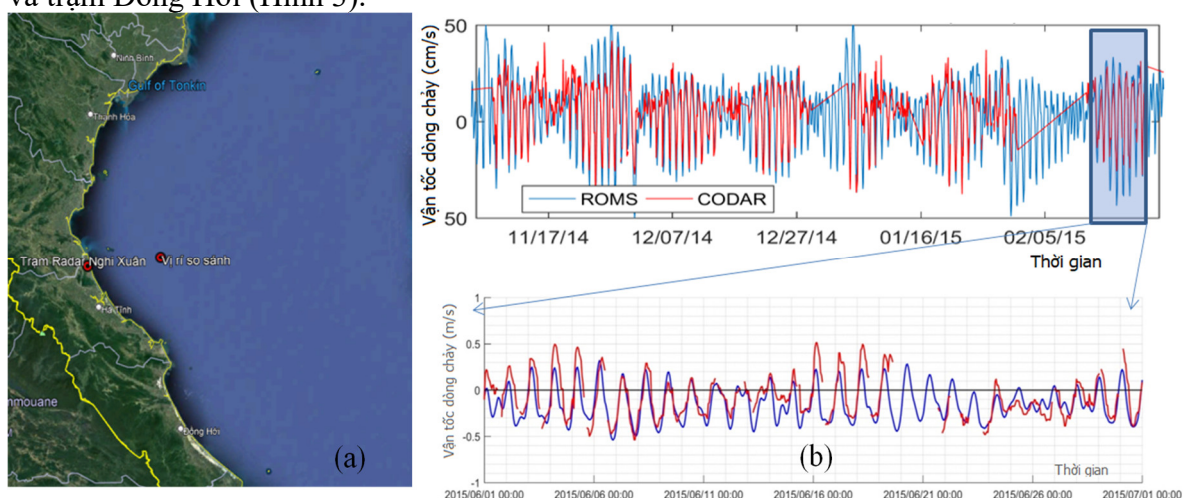 và trạm Đồng Hới (Hình 5).
Ninh Bình
Gulf of Tonkin
Thanh Hóa
Trạm Radar Nghi Xuân
Vị rí so sánh
Hà Tĩnh
mmouane
Đồng Hới
(a)
Vận tốc dòng chảy (cm/s)
50
0
50
ROMS
CODAR
11/17/14
12/07/14
12/27/14
01/16/15
02/05/15
Thời gian
Vận tốc dòng chảy (m/s)
1
0.5
0
-0.5
-1
(b)
Thời gian
2015/06/01 00:00
2015/06/06 00:00
2015/06/11 00:00
2015/06/16 00:00
2015/06/21 00:00
2015/06/26 00:00
2015/07/01 00:00